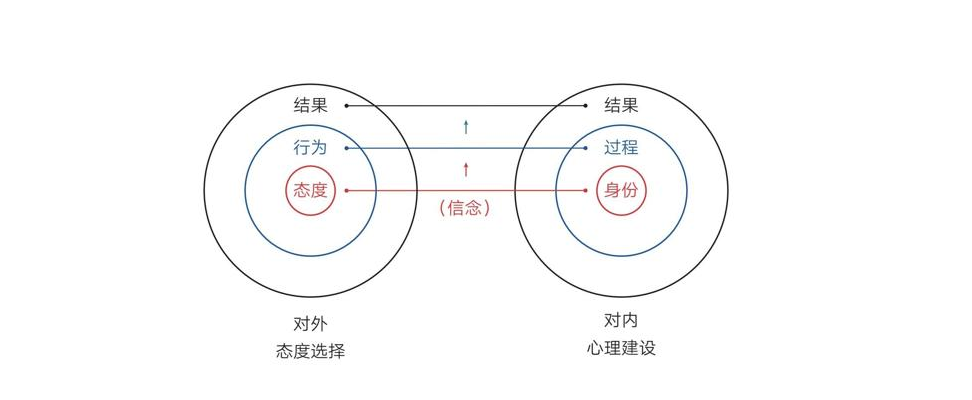 结果 结果
行为 过程
态度 身份
（信念）
对外 对内
态度选择 心理建设